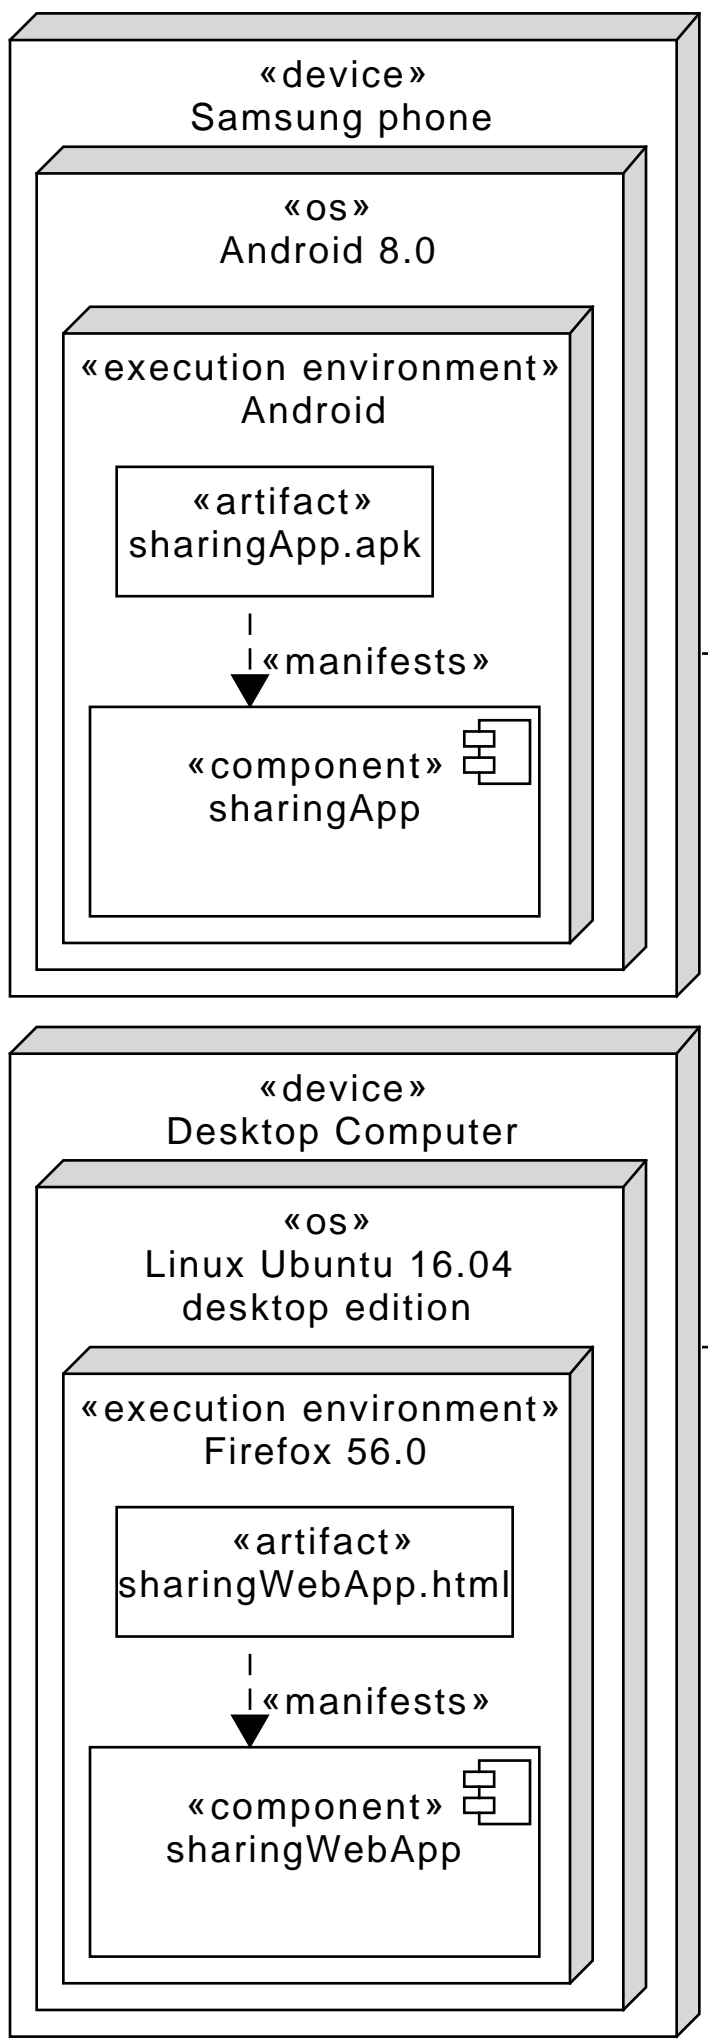 «device»
Samsung phone
«os»
Android 8.0
«execution environment»
Android
«artifact»
sharingApp.apk
«manifests»
«component»
sharingApp
«device»
Desktop Computer
«os»
Linux Ubuntu 16.04
desktop edition
«execution environment»
Firefox 56.0
«artifact»
sharingWebApp.html
«manifests»
«component»
sharingWebApp